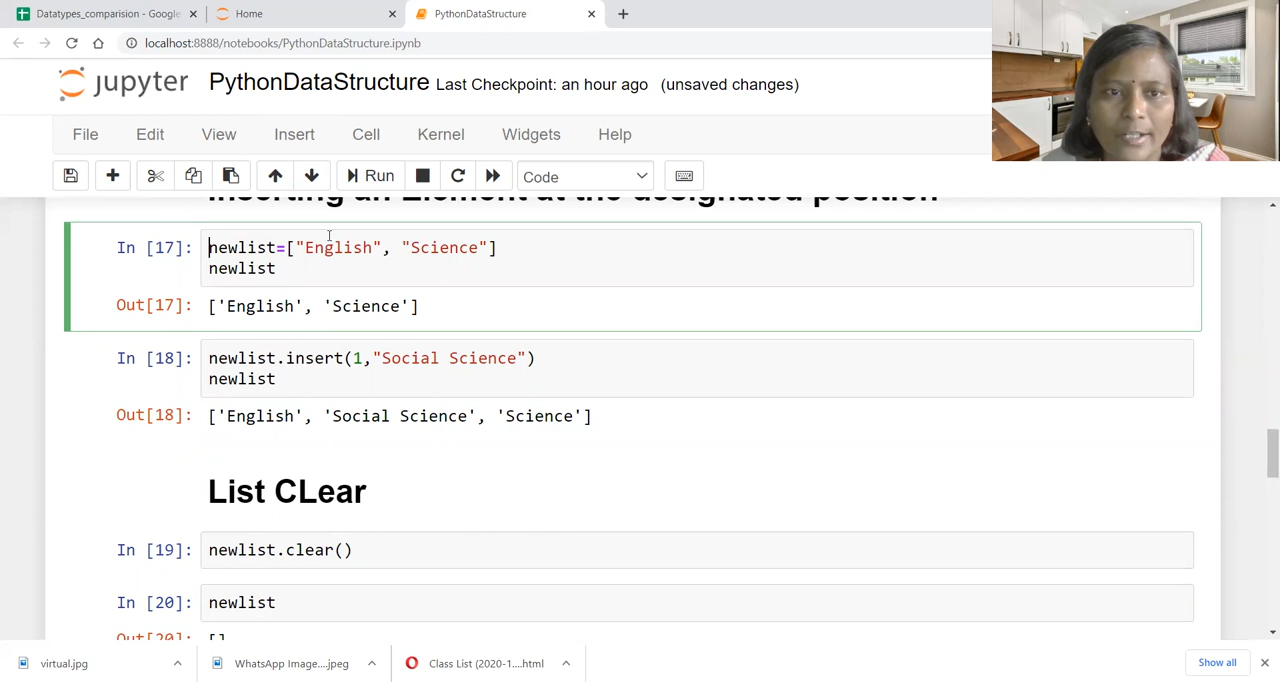 Datatypes_comparision - Google
Home
PythonDataStructure
localhost:8888/notebooks/PythonDataStructure.ipynb
jupyter PythonDataStructure Last Checkpoint: an hour ago (unsaved changes)
File Edit View Insert Cell Kernel Widgets Help
Run Code
Inserting an Element at the designated position
In [17]: newlist=["English", "Science"]
newlist
Out[17]: ['English', 'Science']
In [18]: newlist.insert(1,"Social Science")
newlist
Out[18]: ['English', 'Social Science', 'Science']
List CLear
In [19]: newlist.clear()
In [20]: newlist
Out[20]: []
virtual.jpg WhatsApp Image....jpeg Class List (2020-1....html Show all